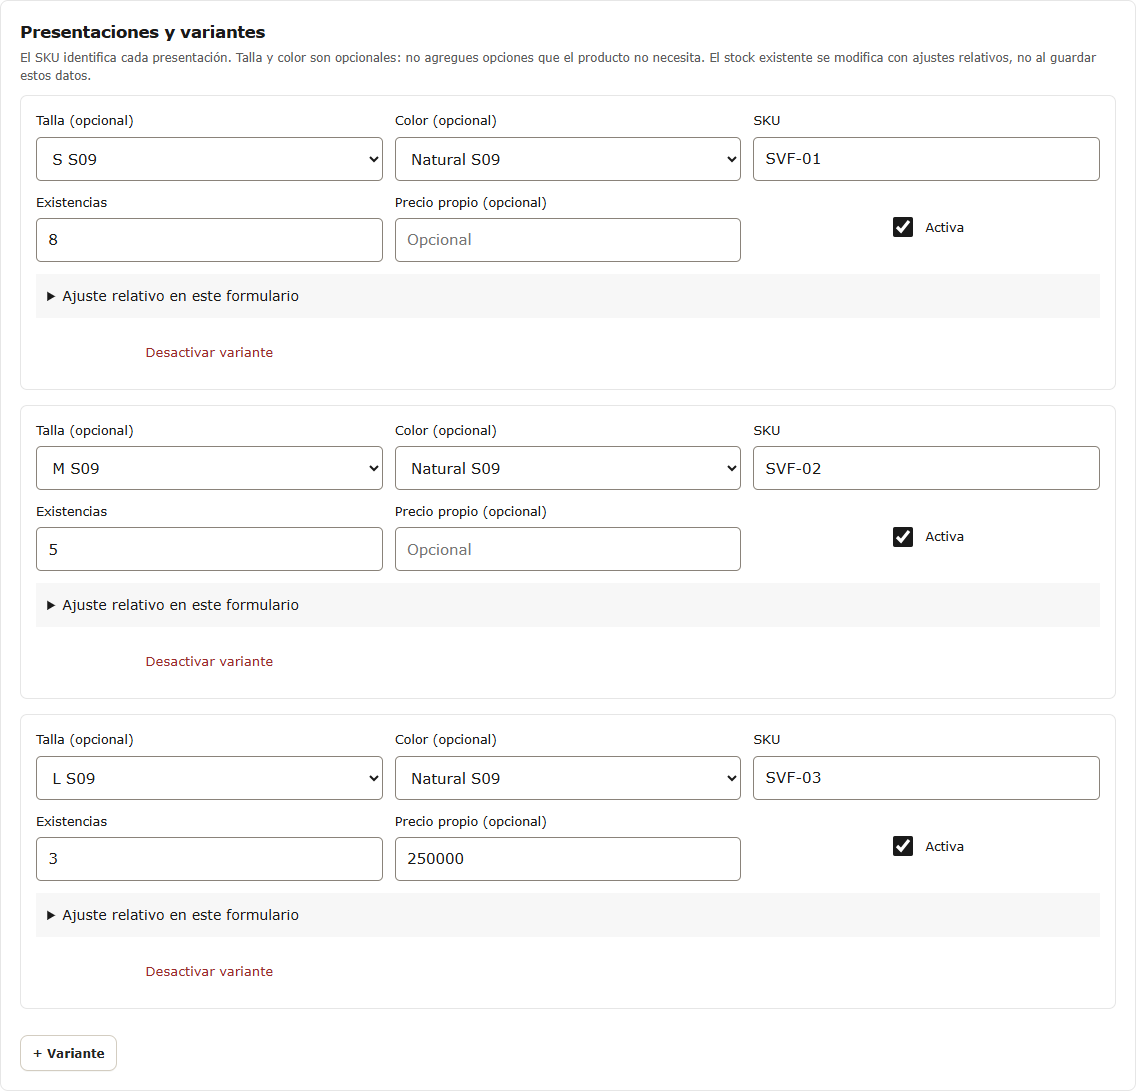 Presentaciones y variantes
El SKU identifica cada presentación. Talla y color son opcionales: no agregues opciones que el producto no necesita. El stock existente se modifica con ajustes relativos, no al guardar
estos datos.
Talla (opcional) Color (opcional) SKU
S S09 Natural S09 SVF-01
Existencias Precio propio (opcional)
8 Opcional Activa
Ajuste relativo en este formulario
Desactivar variante
Talla (opcional) Color (opcional) SKU
M S09 Natural S09 SVF-02
Existencias Precio propio (opcional)
5 Opcional Activa
Ajuste relativo en este formulario
Desactivar variante
Talla (opcional) Color (opcional) SKU
L S09 Natural S09 SVF-03
Existencias Precio propio (opcional)
3 250000 Activa
Ajuste relativo en este formulario
Desactivar variante
+ Variante